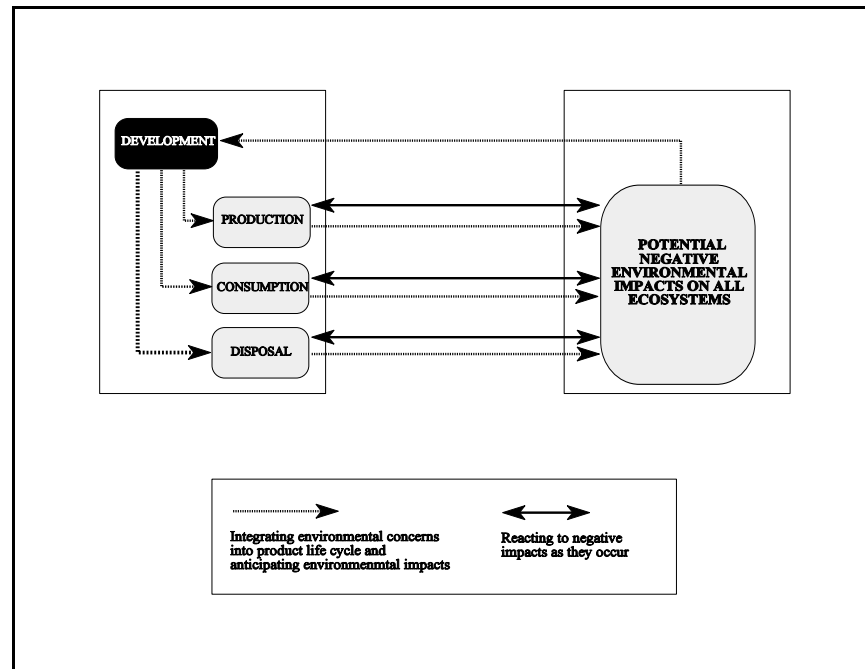 DEVELOPMENT
PRODUCTION
CONSUMPTION
DISPOSAL
POTENTIAL
NEGATIVE
ENVIRONMENTAL
IMPACTS ON ALL
ECOSYSTEMS
Integrating environmental concerns
into product life cycle and
anticipating environmenmtal impacts
Reacting to negative
impacts as they occur